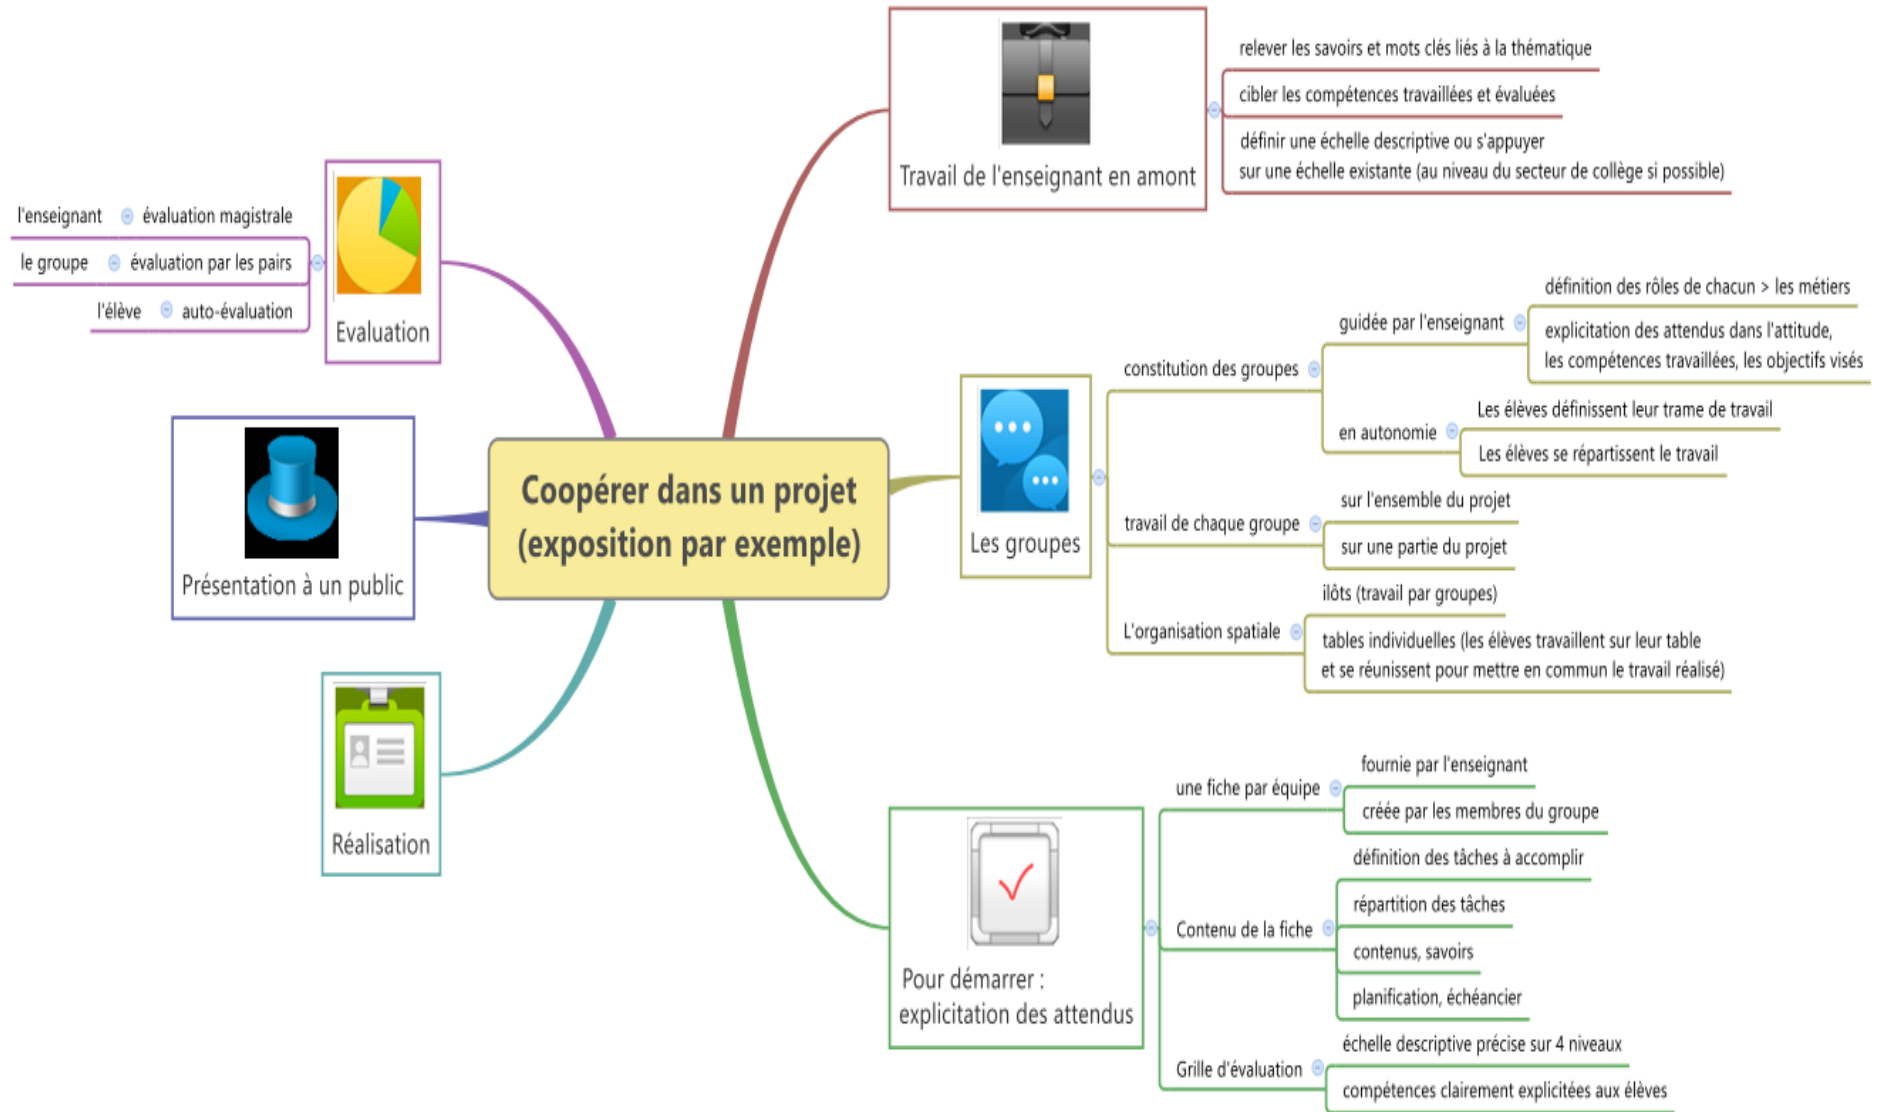 Coopérer dans un projet
(exposition par exemple)
Travail de l'enseignant en amont
relever les savoirs et mots clés liés à la thématique
cibler les compétences travaillées et évaluées
définir une échelle descriptive ou s'appuyer
sur une échelle existante (au niveau du secteur de collège si possible)
Les groupes
constitution des groupes
guidée par l'enseignant
définition des rôles de chacun > les métiers
explicitation des attendus dans l'attitude,
les compétences travaillées, les objectifs visés
en autonomie
Les élèves définissent leur trame de travail
Les élèves se répartissent le travail
travail de chaque groupe
sur l'ensemble du projet
sur une partie du projet
L'organisation spatiale
ilôts (travail par groupes)
tables individuelles (les élèves travaillent sur leur table
et se réunissent pour mettre en commun le travail réalisé)
Pour démarrer :
explicitation des attendus
une fiche par équipe
fournie par l'enseignant
créée par les membres du groupe
Contenu de la fiche
définition des tâches à accomplir
répartition des tâches
contenus, savoirs
planification, échéancier
Grille d'évaluation
échelle descriptive précise sur 4 niveaux
compétences clairement explicitées aux élèves
Réalisation
Présentation à un public
Evaluation
évaluation magistrale
l'enseignant
évaluation par les pairs
le groupe
auto-évaluation
l'élève